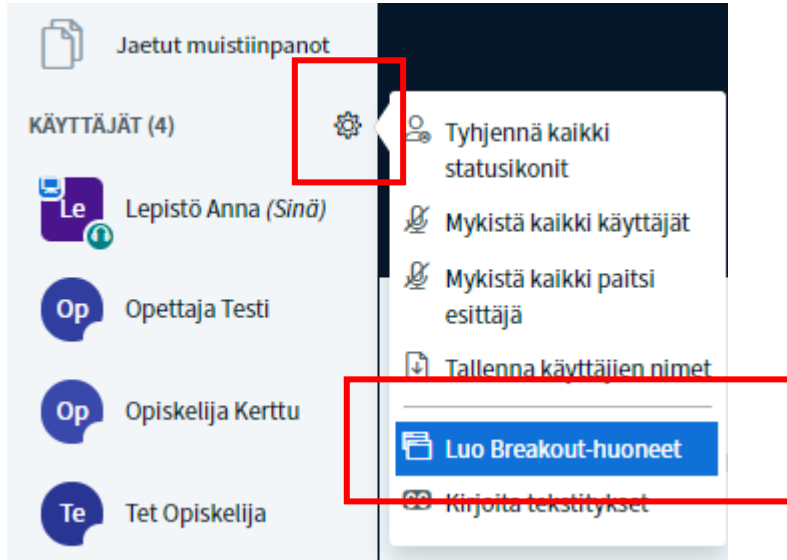 Jaetut muistiinpanot
KÄYTTÄJÄT (4)
Le
Lepistö Anna (Sinä)
Op
Opettaja Testi
Op
Opiskelija Kerttu
Te
Tet Opiskelija
Tyhjennä kaikki
statusikonit
Mykistä kaikki käyttäjät
Mykistä kaikki paitsi
esittäjä
Tallenna käyttäjien nimet
Luo Breakout-huoneet
Kirjoita tekstitykset